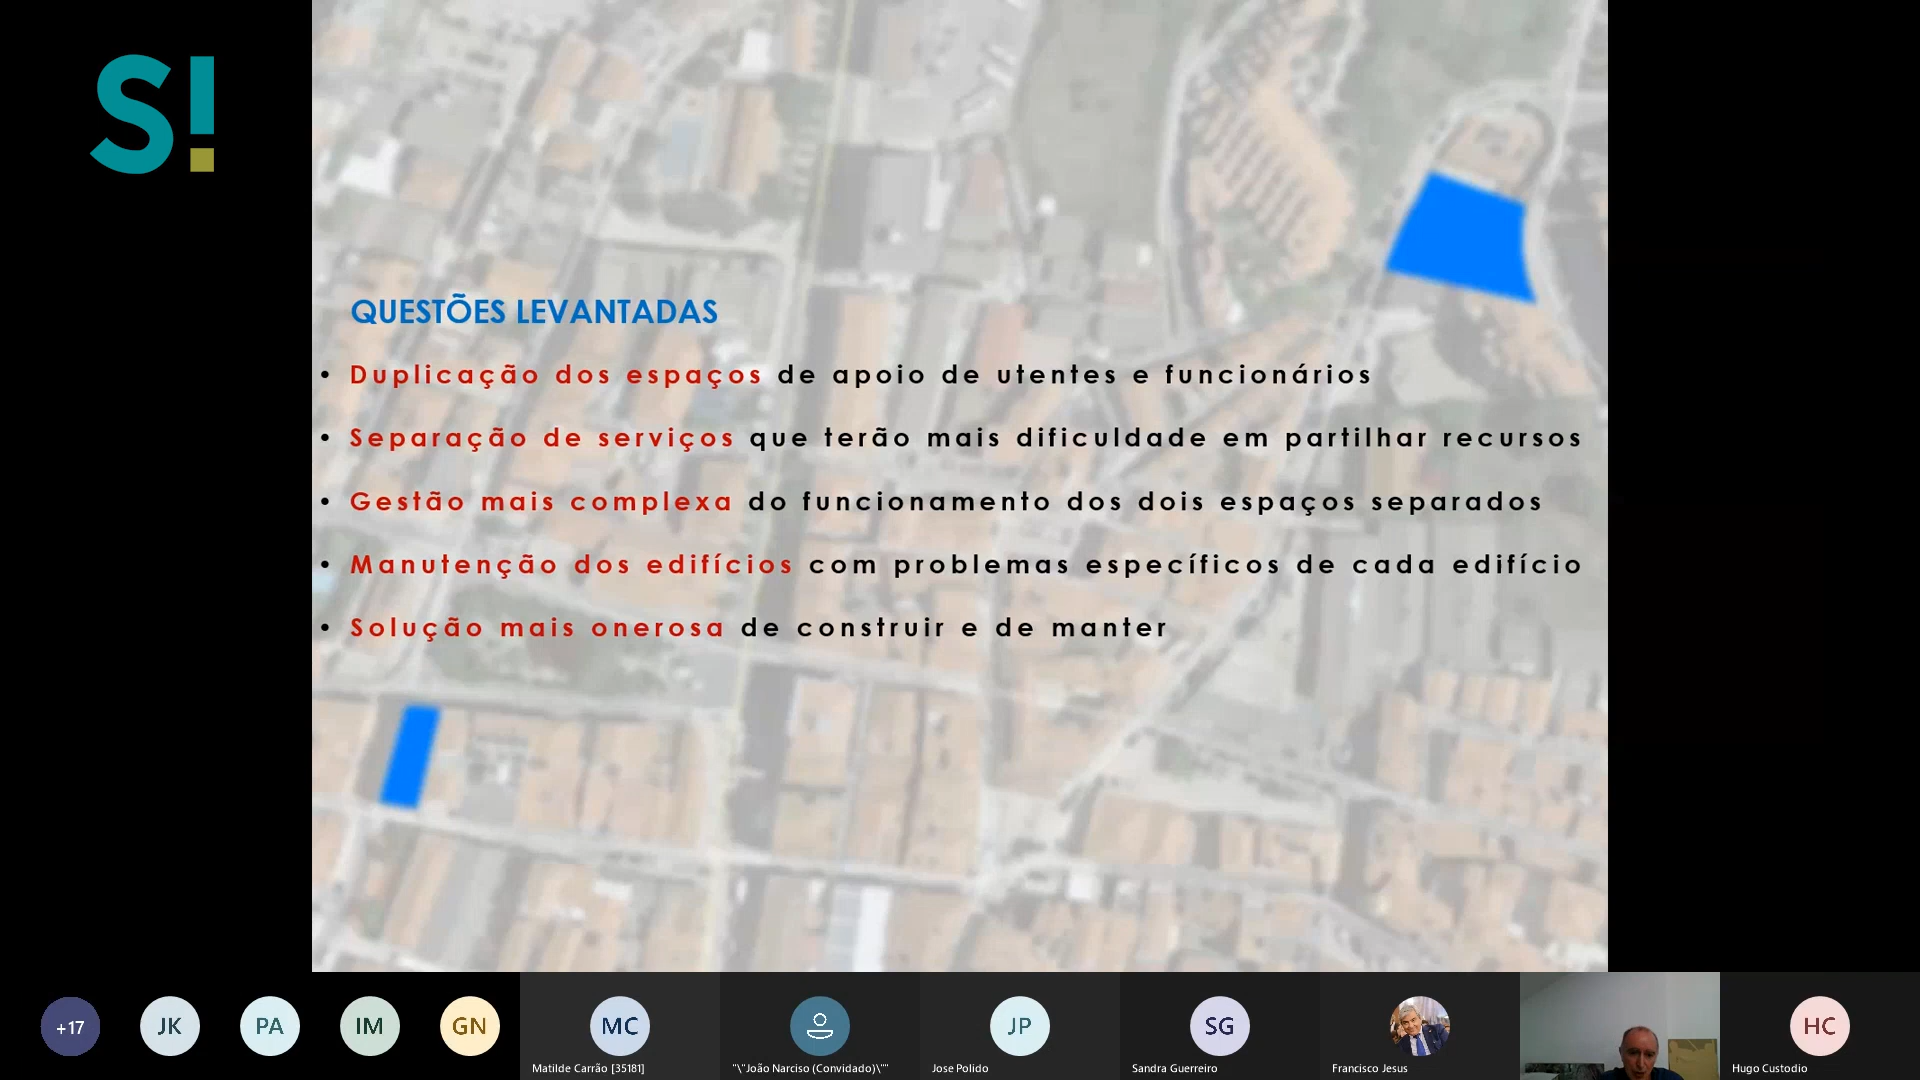 S!
QUESTÕES LEVANTADAS
• Duplicação dos espaços de apoio de utentes e funcionários
• Separação de serviços que terão mais dificuldade em partilhar recursos
• Gestão mais complexa do funcionamento dos dois espaços separados
• Manutenção dos edifícios com problemas específicos de cada edifício
• Solução mais onerosa de construir e de manter
+17
JK
PA
IM
GN
MC
JP
SG
HC
Matilde Carrão [35181]
"\"João Narciso (Convidado)\""
Jose Polido
Sandra Guerreiro
Francisco Jesus
Hugo Custodio